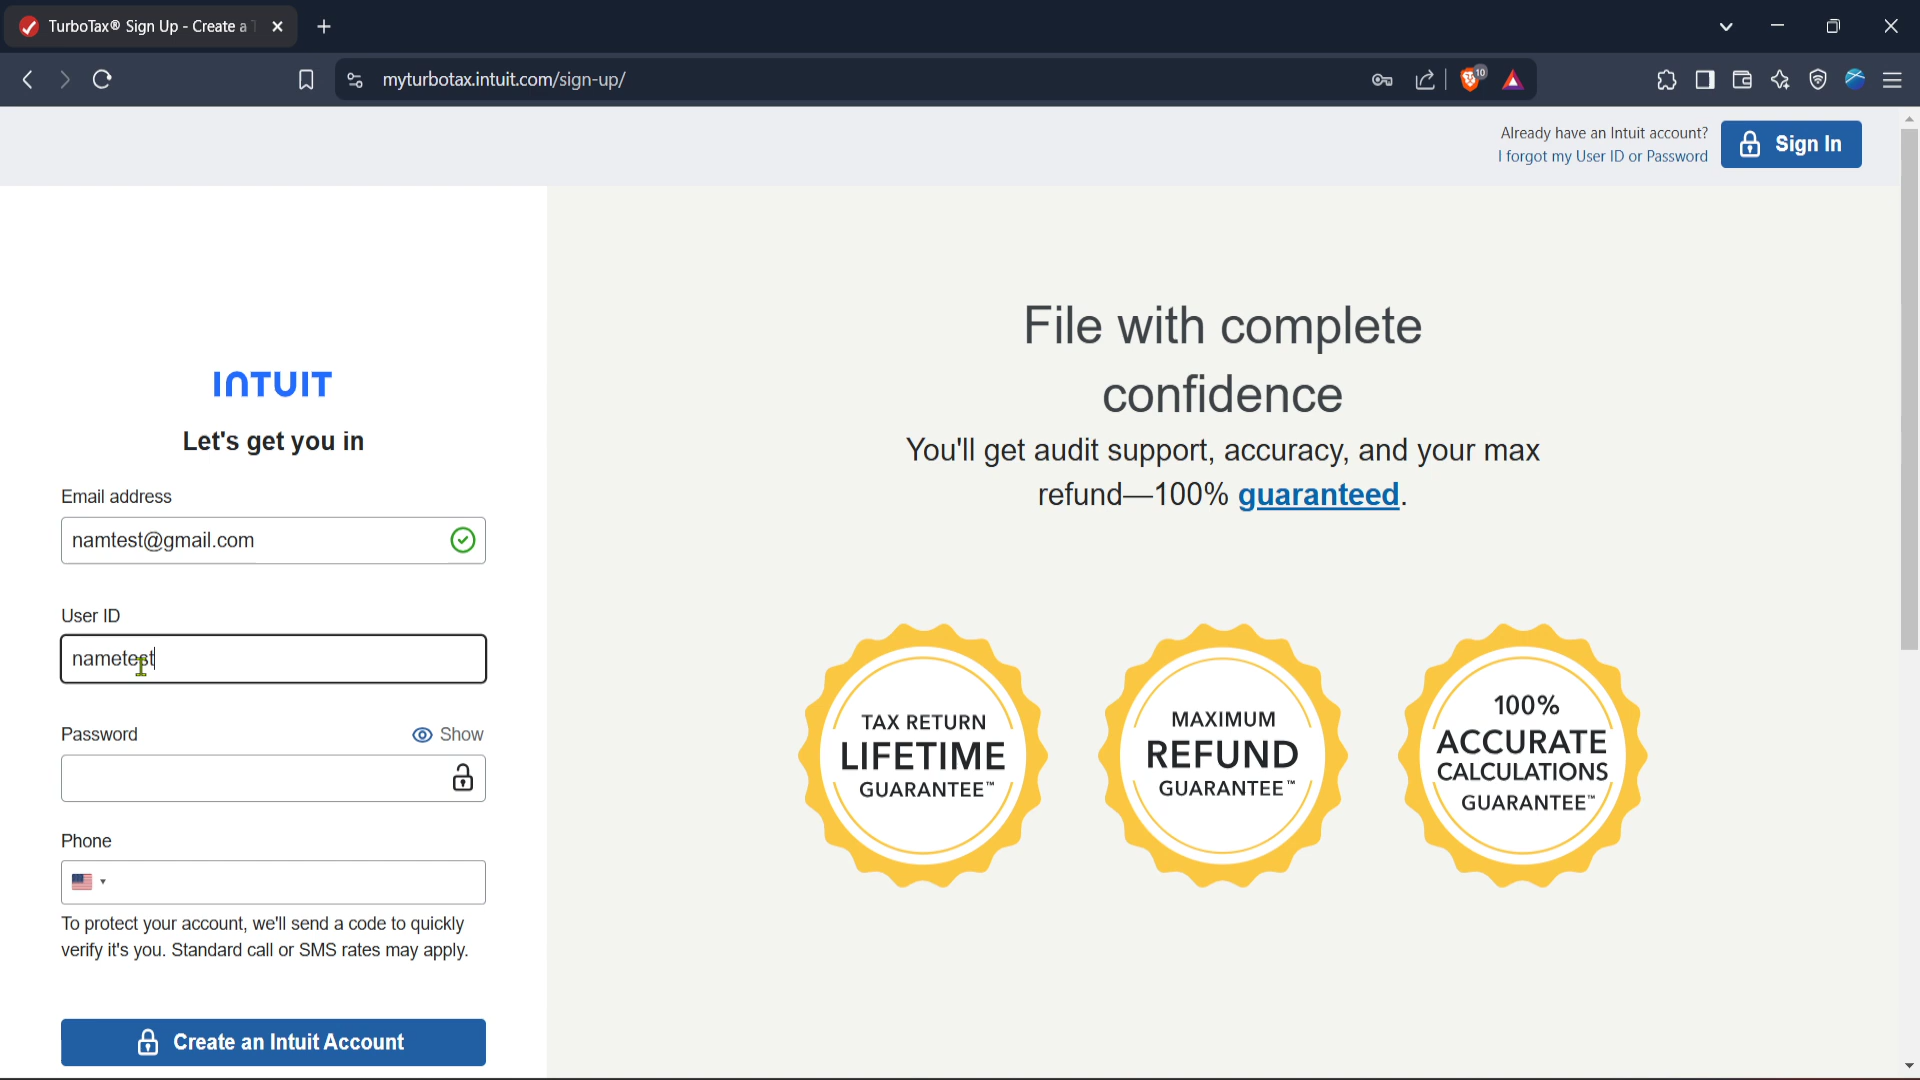 TurboTax® Sign Up - Create a
myturbotax.intuit.com/sign-up/
10
Already have an Intuit account?
I forgot my User ID or Password
Sign In
INTUIT
Let's get you in
Email address
namtest@gmail.com
User ID
nametest
Password
Show
Phone
To protect your account, we'll send a code to quickly
verify it's you. Standard call or SMS rates may apply.
Create an Intuit Account
File with complete
confidence
You'll get audit support, accuracy, and your max
refund—100% guaranteed.
TAX RETURN
LIFETIME
GUARANTEE™
MAXIMUM
REFUND
GUARANTEE™
100%
ACCURATE
CALCULATIONS
GUARANTEE™